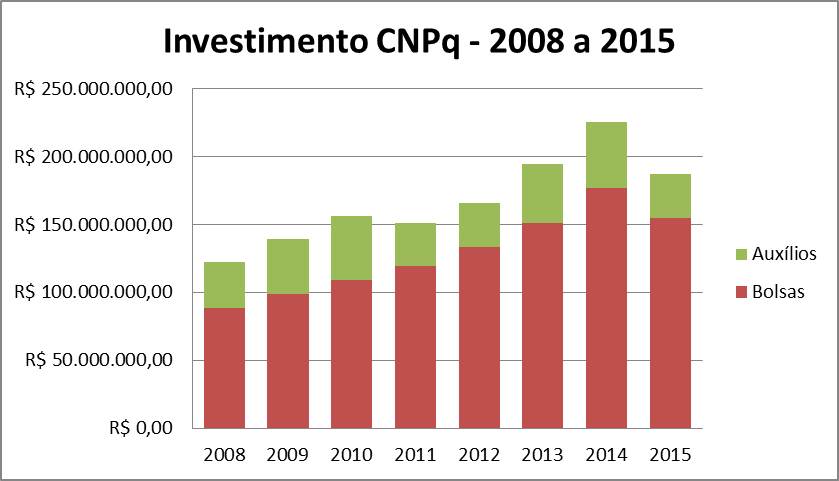 Investimento CNPq - 2008 a 2015
R$ 250.000.000,00
R$ 200.000.000,00
R$ 150.000.000,00
R$ 100.000.000,00
R$ 50.000.000,00
R$ 0,00
2008 2009 2010 2011 2012 2013 2014 2015
Auxílios
Bolsas